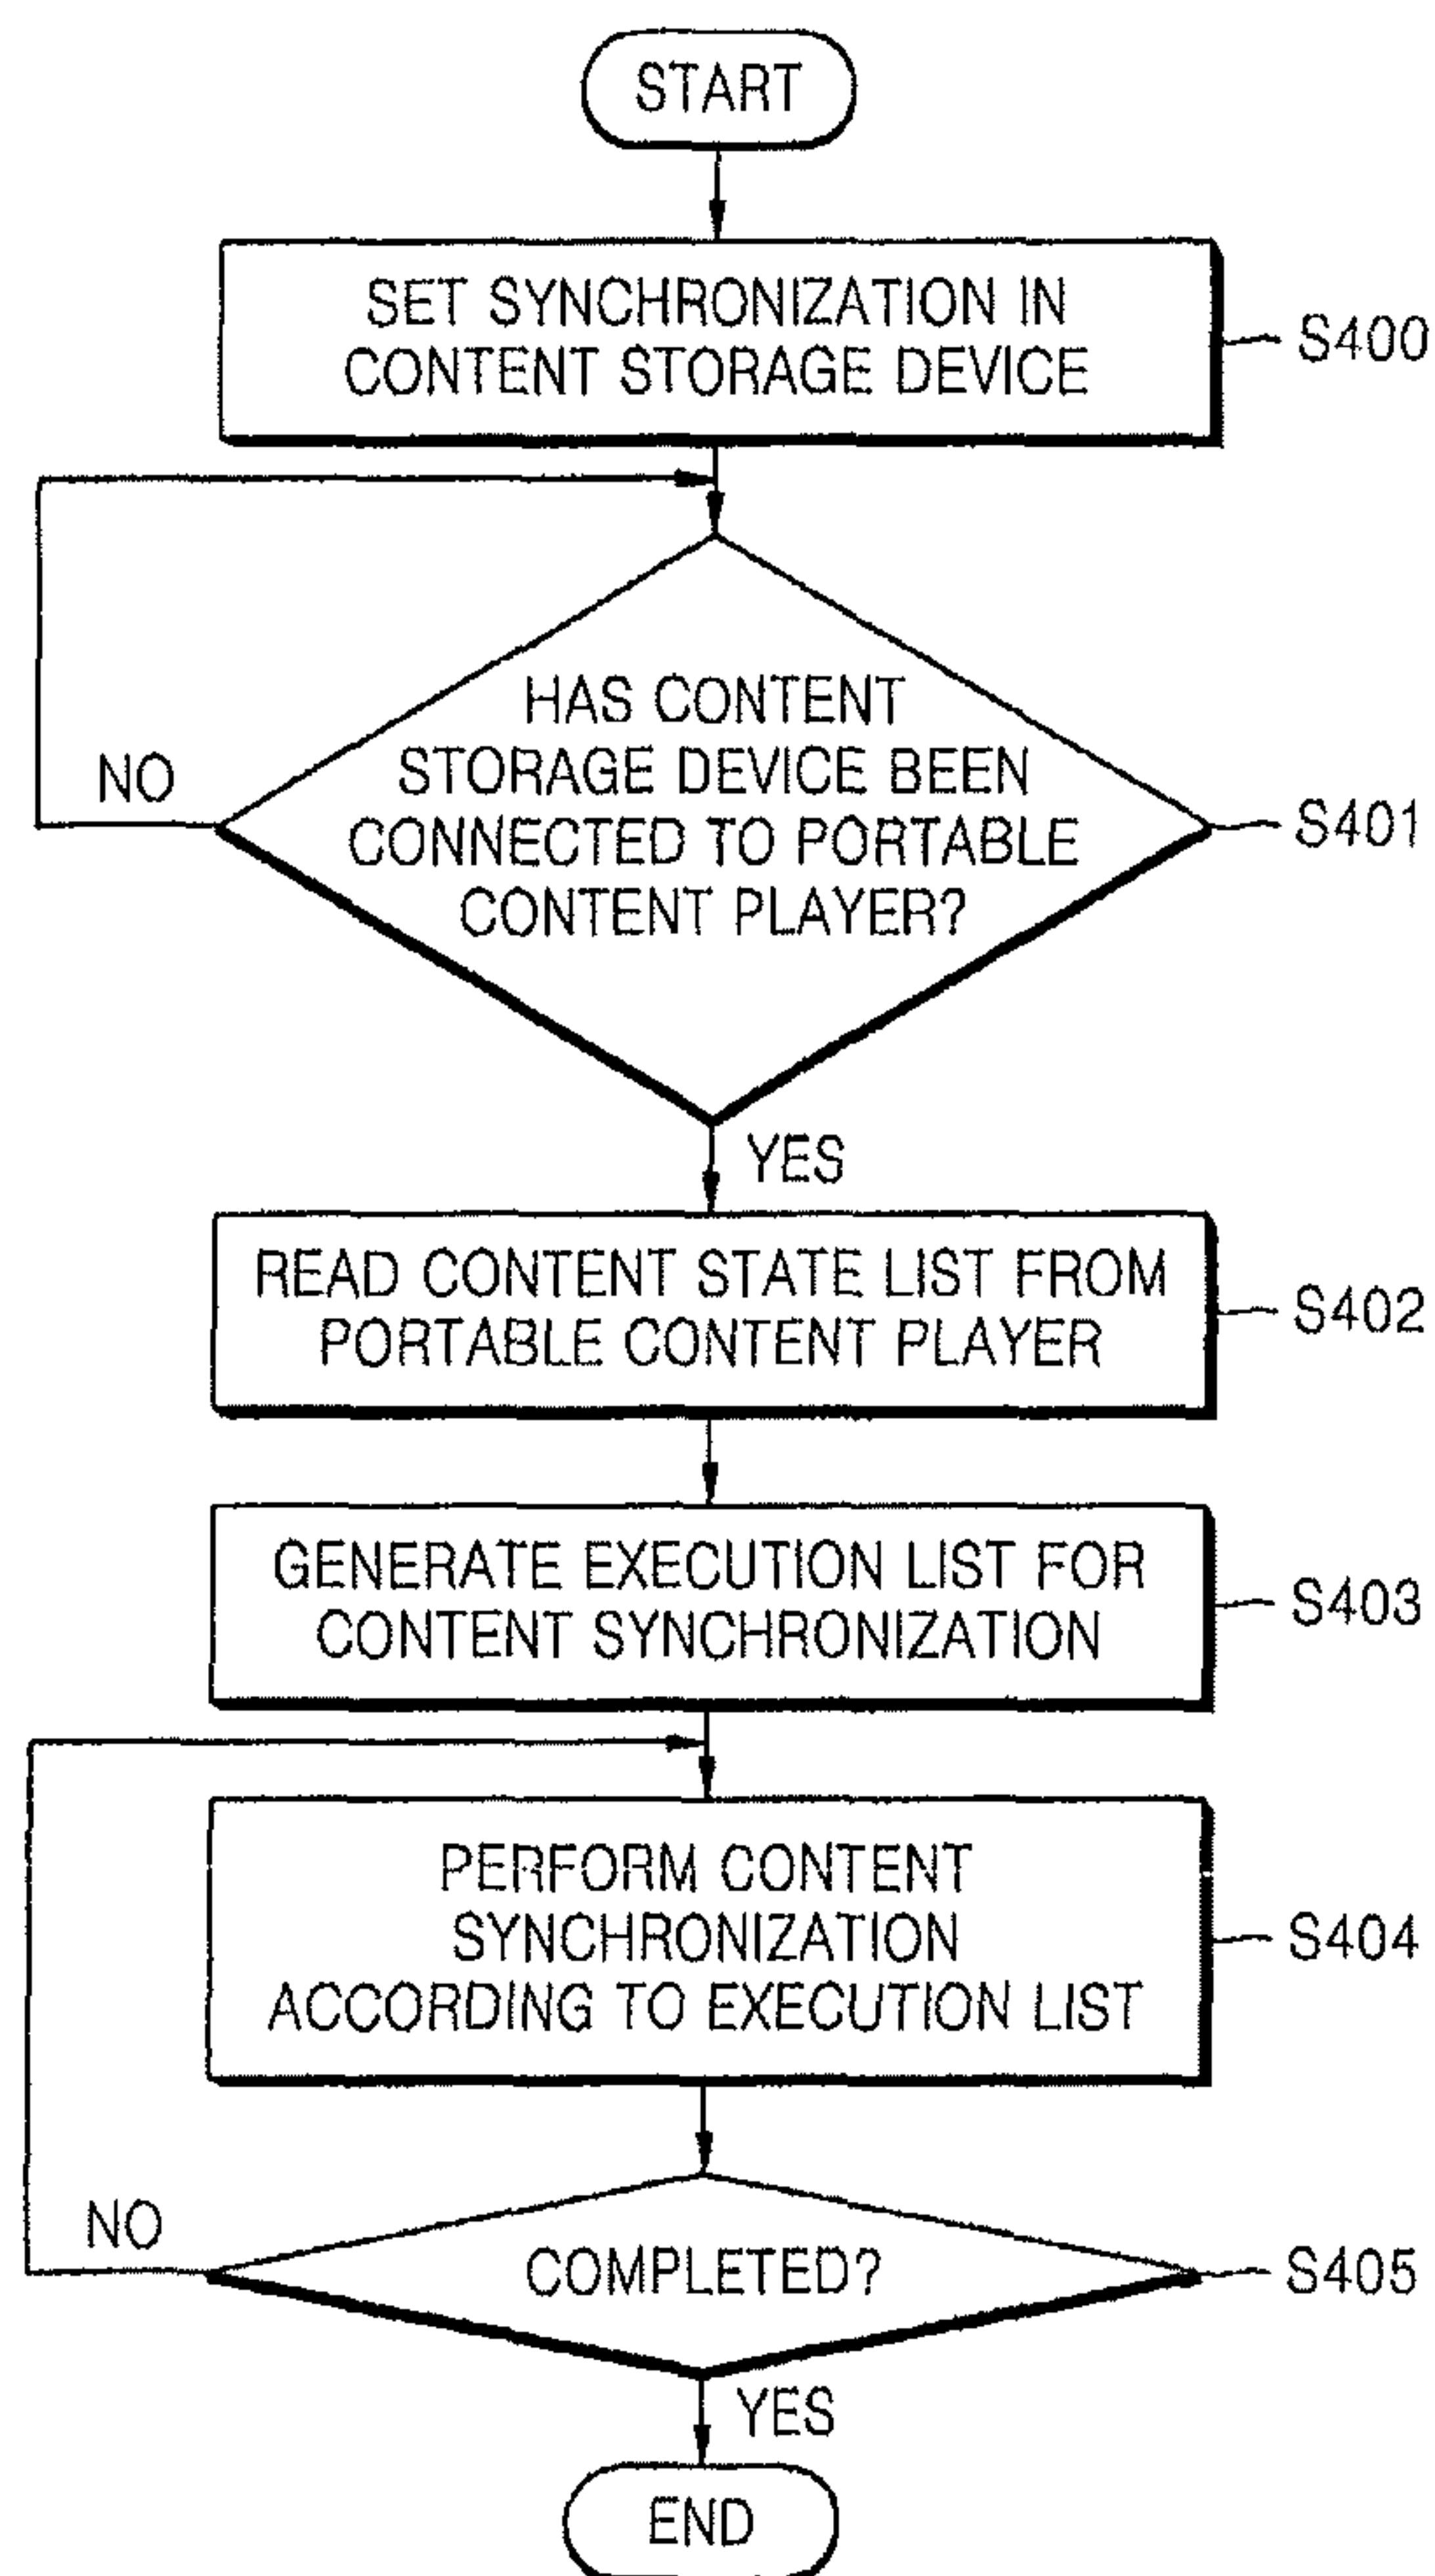 START
SET SYNCHRONIZATION IN
CONTENT STORAGE DEVICE
S400
HAS CONTENT
STORAGE DEVICE BEEN
CONNECTED TO PORTABLE
CONTENT PLAYER?
S401
NO
YES
READ CONTENT STATE LIST FROM
PORTABLE CONTENT PLAYER
S402
GENERATE EXECUTION LIST FOR
CONTENT SYNCHRONIZATION
S403
PERFORM CONTENT
SYNCHRONIZATION
ACCORDING TO EXECUTION LIST
S404
NO
COMPLETED?
S405
YES
END